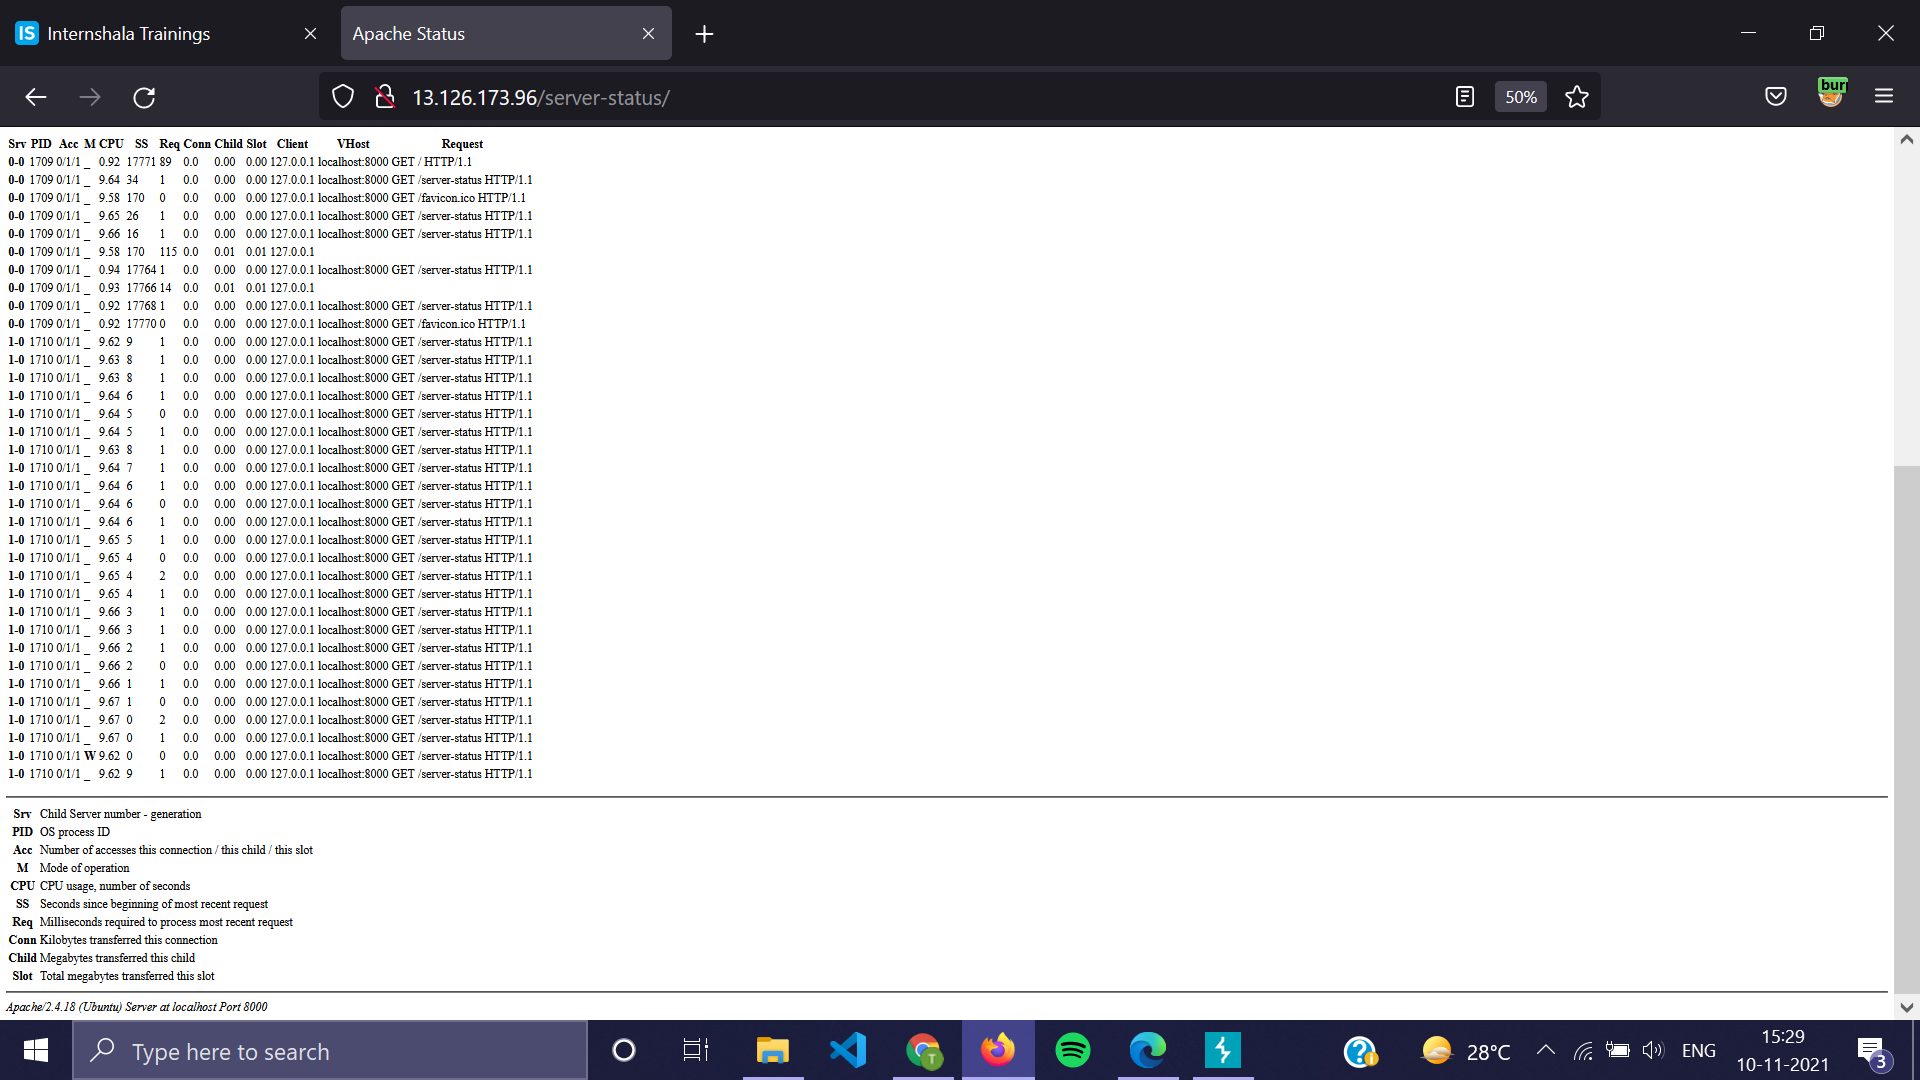 Internshala Trainings
Apache Status
13.126.173.96/server-status/
50%
bur
Srv PID Acc M CPU SS Req Conn Child Slot Client VHost Request
0-0 1709 0/1/1 _ 0.92 17771 89 0.0 0.00 0.00 127.0.0.1 localhost:8000 GET / HTTP/1.1
0-0 1709 0/1/1 _ 9.64 34 1 0.0 0.00 0.00 127.0.0.1 localhost:8000 GET /server-status HTTP/1.1
0-0 1709 0/1/1 _ 9.58 170 0 0.0 0.00 0.00 127.0.0.1 localhost:8000 GET /favicon.ico HTTP/1.1
0-0 1709 0/1/1 _ 9.65 26 1 0.0 0.00 0.00 127.0.0.1 localhost:8000 GET /server-status HTTP/1.1
0-0 1709 0/1/1 _ 9.66 16 1 0.0 0.00 0.00 127.0.0.1 localhost:8000 GET /server-status HTTP/1.1
0-0 1709 0/1/1 _ 9.58 170 115 0.0 0.01 0.01 127.0.0.1
0-0 1709 0/1/1 _ 0.94 17764 1 0.0 0.00 0.00 127.0.0.1 localhost:8000 GET /server-status HTTP/1.1
0-0 1709 0/1/1 _ 0.93 17766 14 0.0 0.01 0.01 127.0.0.1
0-0 1709 0/1/1 _ 0.92 17768 1 0.0 0.00 0.00 127.0.0.1 localhost:8000 GET /server-status HTTP/1.1
0-0 1709 0/1/1 _ 0.92 17770 0 0.0 0.00 0.00 127.0.0.1 localhost:8000 GET /favicon.ico HTTP/1.1
1-0 1710 0/1/1 _ 9.62 9 1 0.0 0.00 0.00 127.0.0.1 localhost:8000 GET /server-status HTTP/1.1
1-0 1710 0/1/1 _ 9.63 8 1 0.0 0.00 0.00 127.0.0.1 localhost:8000 GET /server-status HTTP/1.1
1-0 1710 0/1/1 _ 9.63 8 1 0.0 0.00 0.00 127.0.0.1 localhost:8000 GET /server-status HTTP/1.1
1-0 1710 0/1/1 _ 9.64 6 1 0.0 0.00 0.00 127.0.0.1 localhost:8000 GET /server-status HTTP/1.1
1-0 1710 0/1/1 _ 9.64 5 0 0.0 0.00 0.00 127.0.0.1 localhost:8000 GET /server-status HTTP/1.1
1-0 1710 0/1/1 _ 9.64 5 1 0.0 0.00 0.00 127.0.0.1 localhost:8000 GET /server-status HTTP/1.1
1-0 1710 0/1/1 _ 9.63 8 1 0.0 0.00 0.00 127.0.0.1 localhost:8000 GET /server-status HTTP/1.1
1-0 1710 0/1/1 _ 9.64 7 1 0.0 0.00 0.00 127.0.0.1 localhost:8000 GET /server-status HTTP/1.1
1-0 1710 0/1/1 _ 9.64 6 1 0.0 0.00 0.00 127.0.0.1 localhost:8000 GET /server-status HTTP/1.1
1-0 1710 0/1/1 _ 9.64 6 0 0.0 0.00 0.00 127.0.0.1 localhost:8000 GET /server-status HTTP/1.1
1-0 1710 0/1/1 _ 9.64 6 1 0.0 0.00 0.00 127.0.0.1 localhost:8000 GET /server-status HTTP/1.1
1-0 1710 0/1/1 _ 9.65 5 1 0.0 0.00 0.00 127.0.0.1 localhost:8000 GET /server-status HTTP/1.1
1-0 1710 0/1/1 _ 9.65 4 0 0.0 0.00 0.00 127.0.0.1 localhost:8000 GET /server-status HTTP/1.1
1-0 1710 0/1/1 _ 9.65 4 2 0.0 0.00 0.00 127.0.0.1 localhost:8000 GET /server-status HTTP/1.1
1-0 1710 0/1/1 _ 9.65 4 1 0.0 0.00 0.00 127.0.0.1 localhost:8000 GET /server-status HTTP/1.1
1-0 1710 0/1/1 _ 9.66 3 1 0.0 0.00 0.00 127.0.0.1 localhost:8000 GET /server-status HTTP/1.1
1-0 1710 0/1/1 _ 9.66 3 1 0.0 0.00 0.00 127.0.0.1 localhost:8000 GET /server-status HTTP/1.1
1-0 1710 0/1/1 _ 9.66 2 1 0.0 0.00 0.00 127.0.0.1 localhost:8000 GET /server-status HTTP/1.1
1-0 1710 0/1/1 _ 9.66 2 0 0.0 0.00 0.00 127.0.0.1 localhost:8000 GET /server-status HTTP/1.1
1-0 1710 0/1/1 _ 9.66 1 1 0.0 0.00 0.00 127.0.0.1 localhost:8000 GET /server-status HTTP/1.1
1-0 1710 0/1/1 _ 9.67 1 0 0.0 0.00 0.00 127.0.0.1 localhost:8000 GET /server-status HTTP/1.1
1-0 1710 0/1/1 _ 9.67 0 2 0.0 0.00 0.00 127.0.0.1 localhost:8000 GET /server-status HTTP/1.1
1-0 1710 0/1/1 _ 9.67 0 1 0.0 0.00 0.00 127.0.0.1 localhost:8000 GET /server-status HTTP/1.1
1-0 1710 0/1/1 W 9.62 0 0 0.0 0.00 0.00 127.0.0.1 localhost:8000 GET /server-status HTTP/1.1
1-0 1710 0/1/1 _ 9.62 9 1 0.0 0.00 0.00 127.0.0.1 localhost:8000 GET /server-status HTTP/1.1
Srv Child Server number - generation
PID OS process ID
Acc Number of accesses this connection / this child / this slot
M Mode of operation
CPU CPU usage, number of seconds
SS Seconds since beginning of most recent request
Req Milliseconds required to process most recent request
Conn Kilobytes transferred this connection
Child Megabytes transferred this child
Slot Total megabytes transferred this slot
Apache/2.4.18 (Ubuntu) Server at localhost Port 8000
Type here to search
T
28°C
ENG
15:29
10-11-2021
3